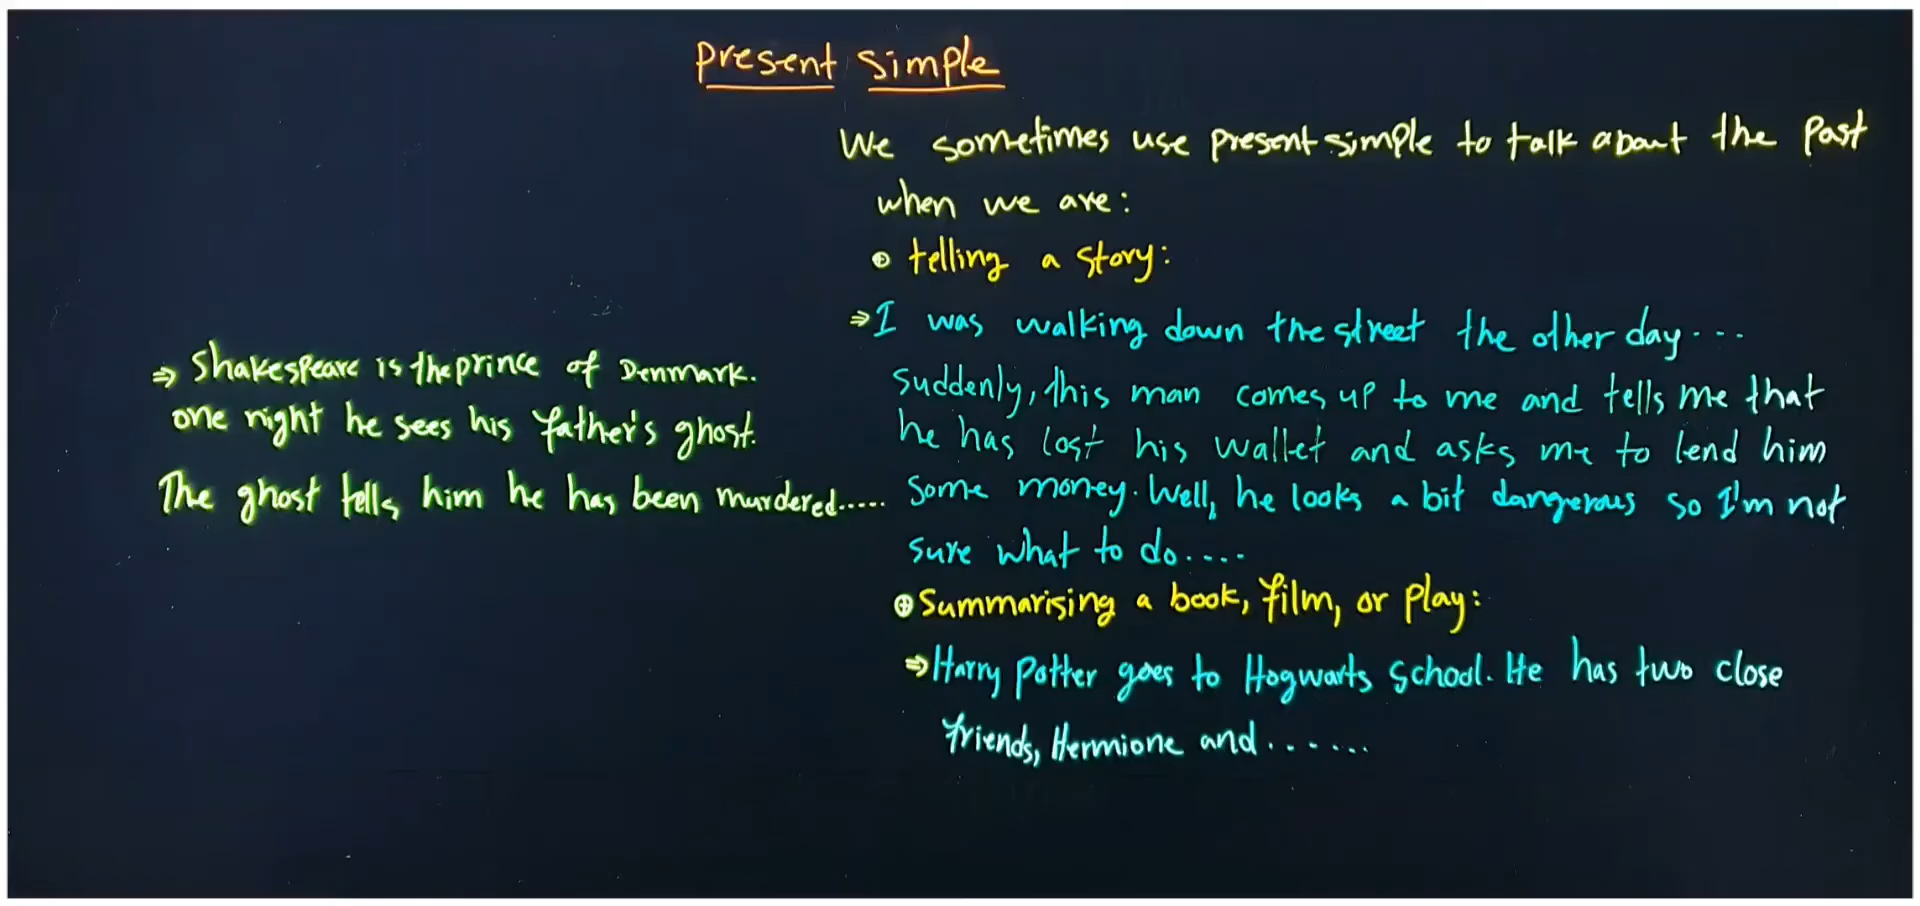 Present simple
We sometimes use present simple to talk about the past
when we are:
telling a story:
⇒ I was walking down the street the other day...
suddenly, this man comes up to me and tells me that
he has lost his wallet and asks me to lend him
some money. Well, he looks a bit dangerous so I'm not
sure what to do....
Summarising a book, film, or play:
⇒ Harry Potter goes to Hogwarts school. He has two close
friends, Hermione and.......
⇒ Shakespeare is the prince of Denmark.
one night he sees his father's ghost.
The ghost tells him he has been murdered.....